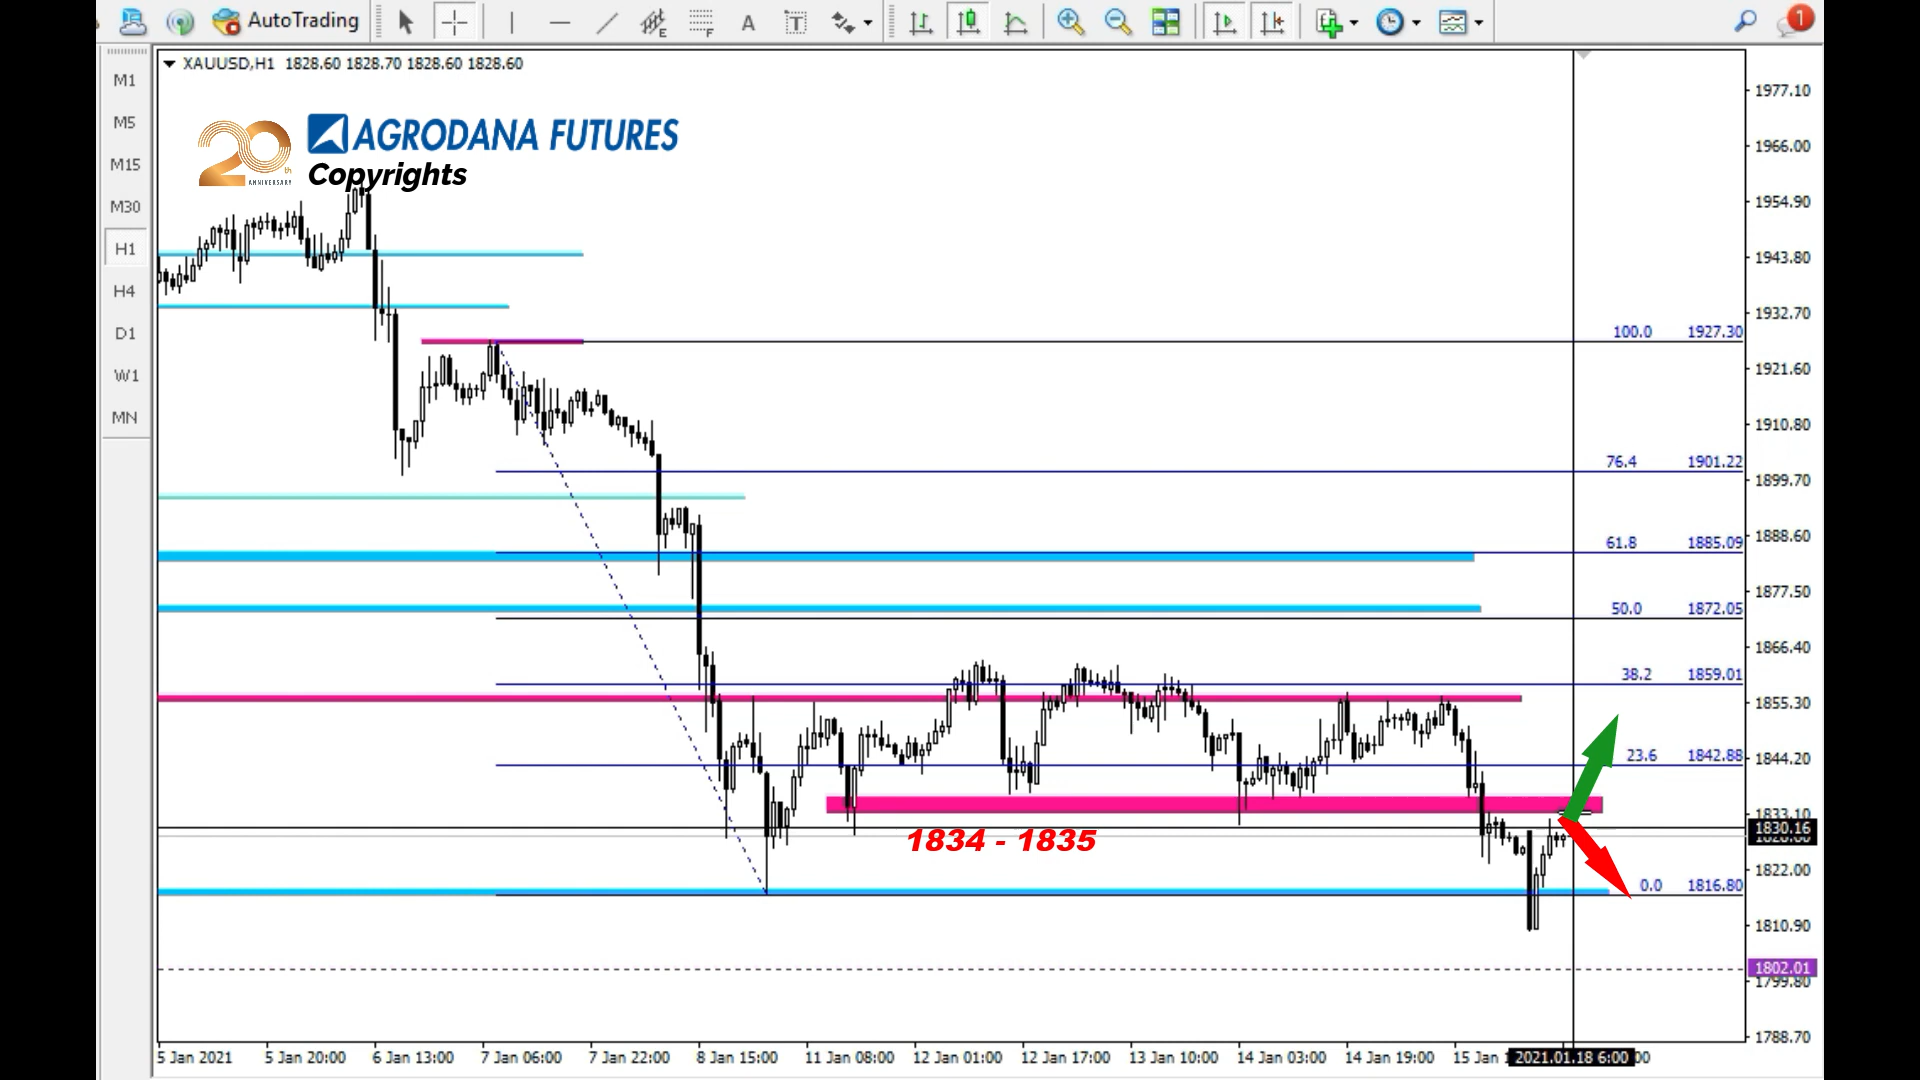 AutoTrading
E
F
A
T
1
M1
M5
M15
M30
H1
H4
D1
W1
MN
XAUUSD,H1 1828.60 1828.70 1828.60 1828.60
20th
ANNIVERSARY
AGRODANA FUTURES
Copyrights
1977.10
1966.00
1954.90
1943.80
1932.70
100.0 1927.30
1921.60
1910.80
76.4 1901.22
1899.70
61.8 1885.09
1888.60
1877.50
50.0 1872.05
1866.40
38.2 1859.01
1855.30
23.6 1842.88
1844.20
1833.10
1830.16
1834 - 1835
1822.00
0.0 1816.80
1810.90
1802.01
1799.80
1788.70
5 Jan 2021 5 Jan 20:00 6 Jan 13:00 7 Jan 06:00 7 Jan 22:00 8 Jan 15:00 11 Jan 08:00 12 Jan 01:00 12 Jan 17:00 13 Jan 10:00 14 Jan 03:00 14 Jan 19:00 15 Jan 2021.01.18 6:00